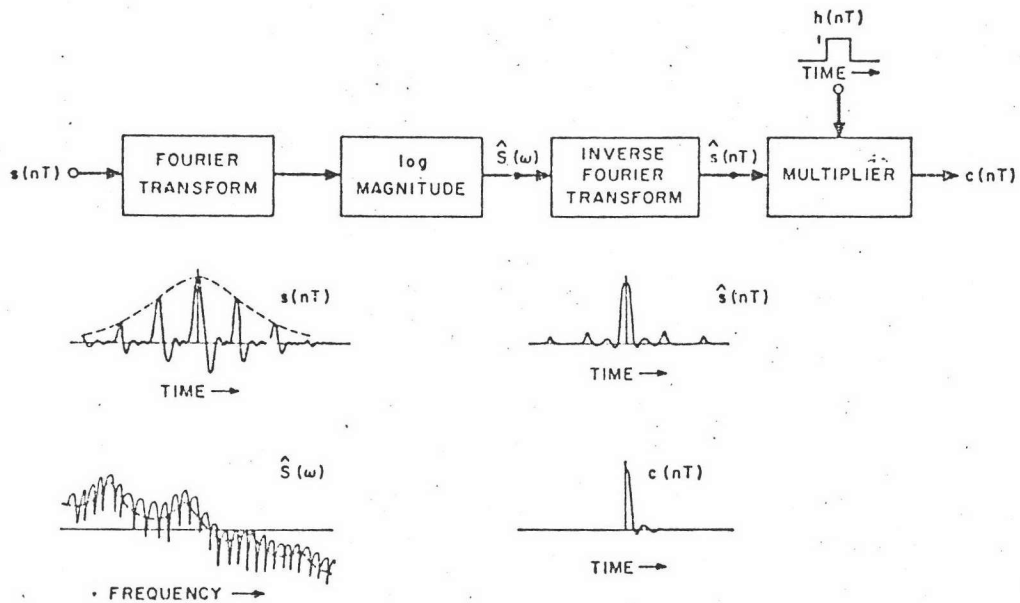 h(nT)
1
TIME →
s(nT)
FOURIER
TRANSFORM
log
MAGNITUDE
Ŝ(ω)
INVERSE
FOURIER
TRANSFORM
ŝ(nT)
MULTIPLIER
c(nT)
s(nT)
TIME →
ŝ(nT)
TIME →
Ŝ(ω)
FREQUENCY →
c(nT)
TIME →